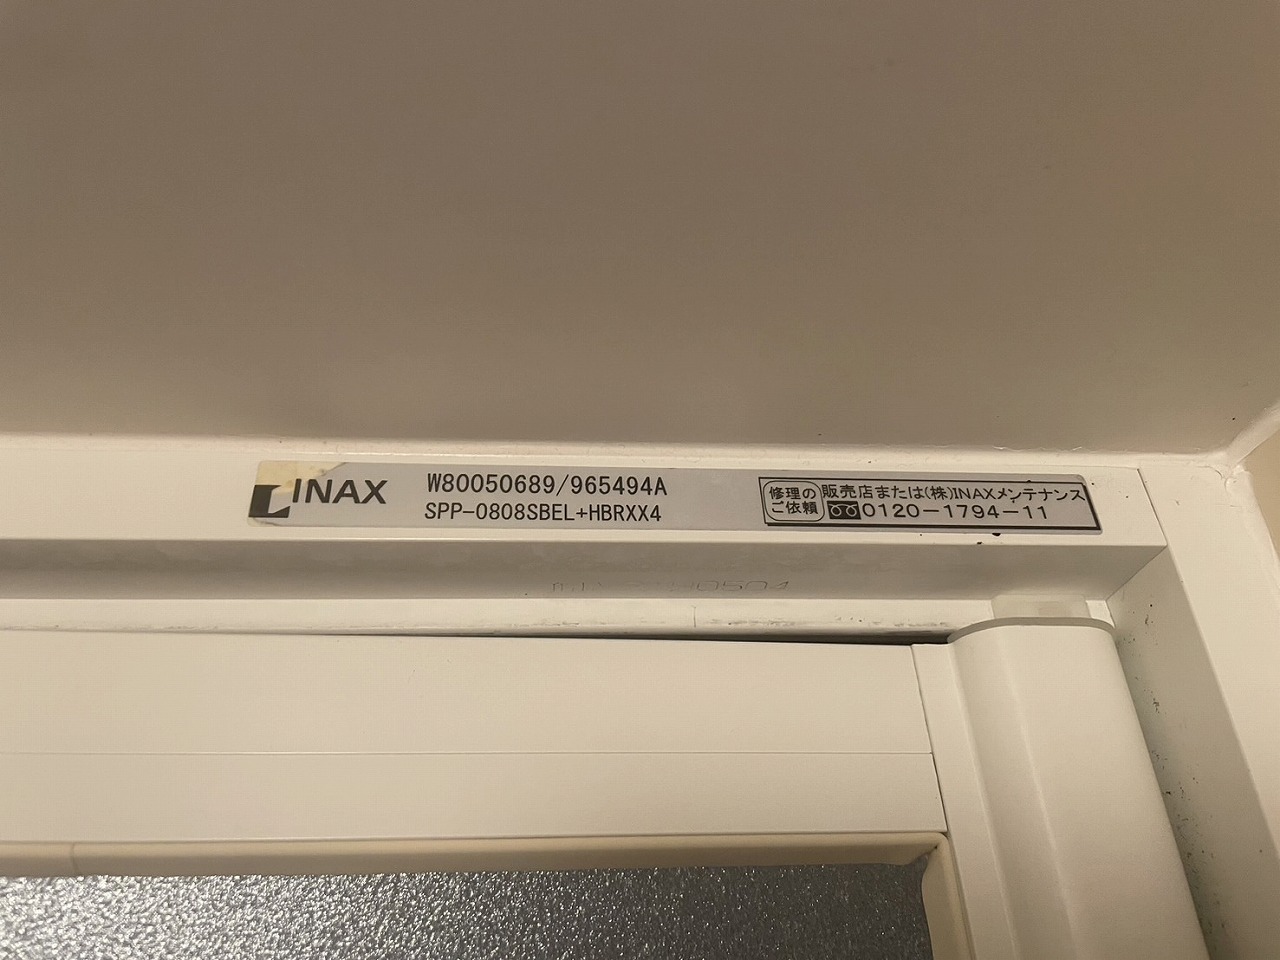 INAX
W80050689/965494A
SPP-0808SBEL+HBRXX4
修理の
ご依頼
販売店または(株)INAXメンテナンス
0120-1794-11